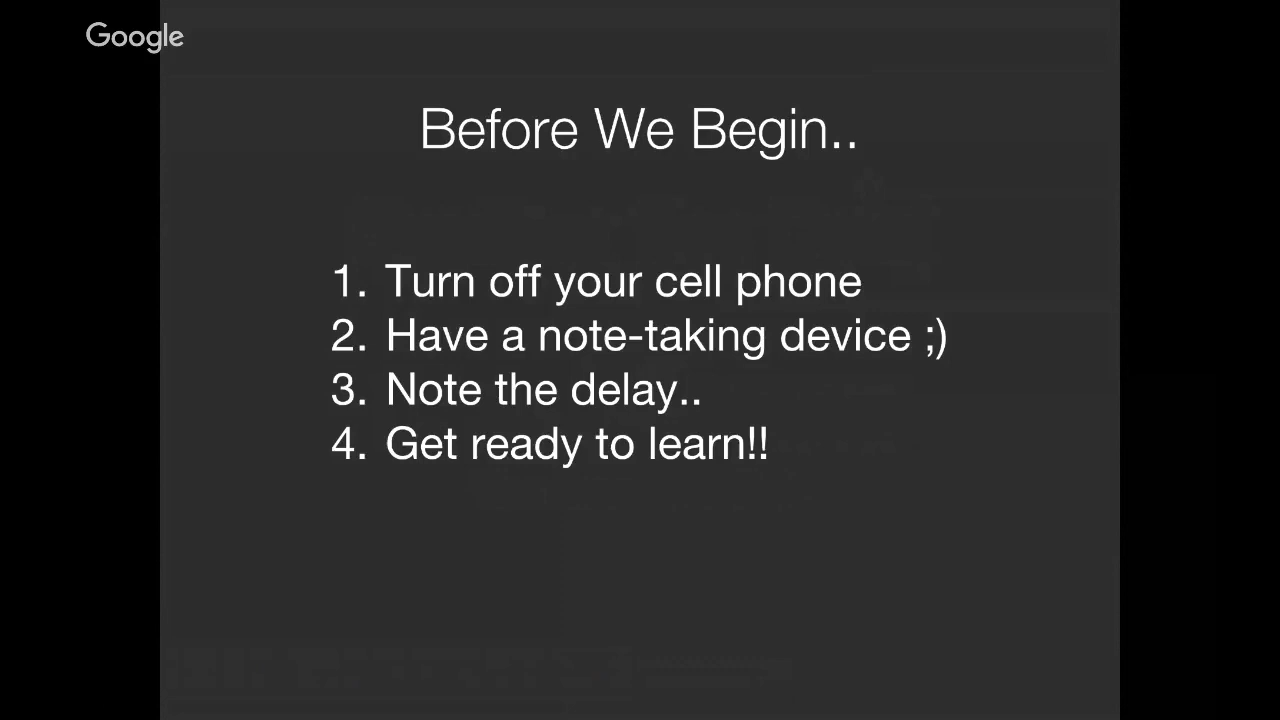 Google
Before We Begin..
1. Turn off your cell phone
2. Have a note-taking device ;)
3. Note the delay..
4. Get ready to learn!!